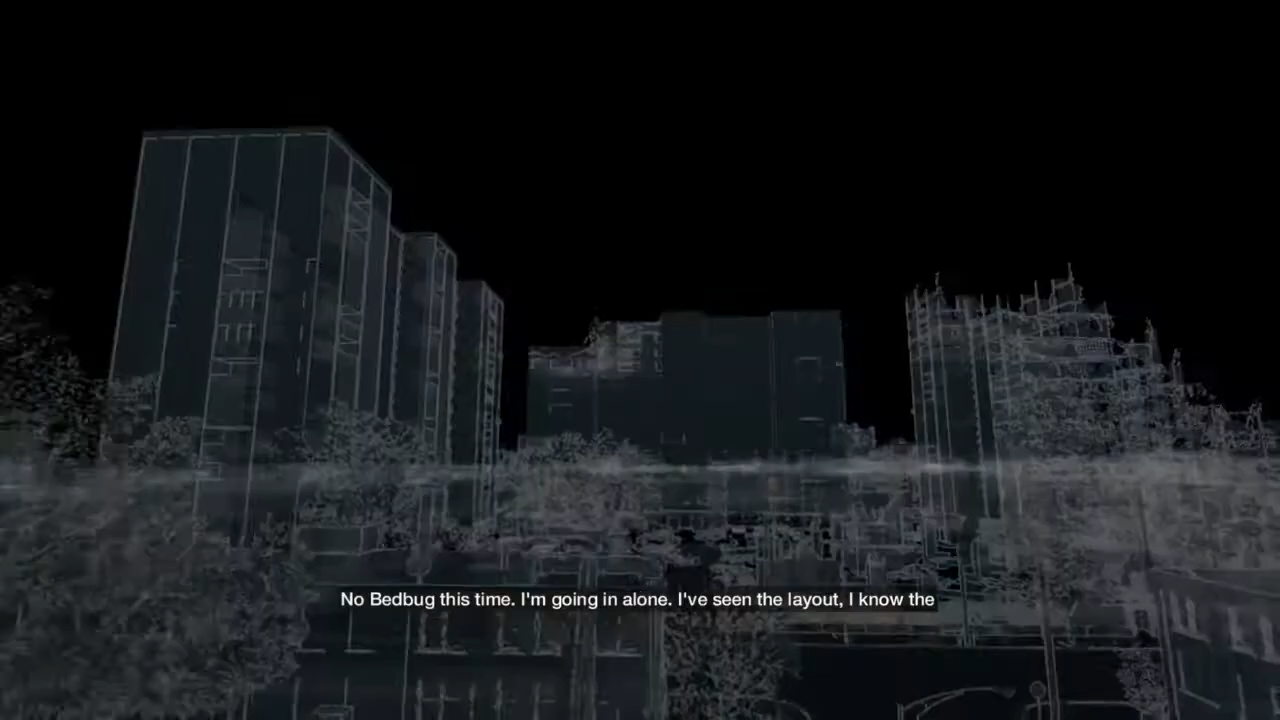 No Bedbug this time. I'm going in alone. I've seen the layout, I know the